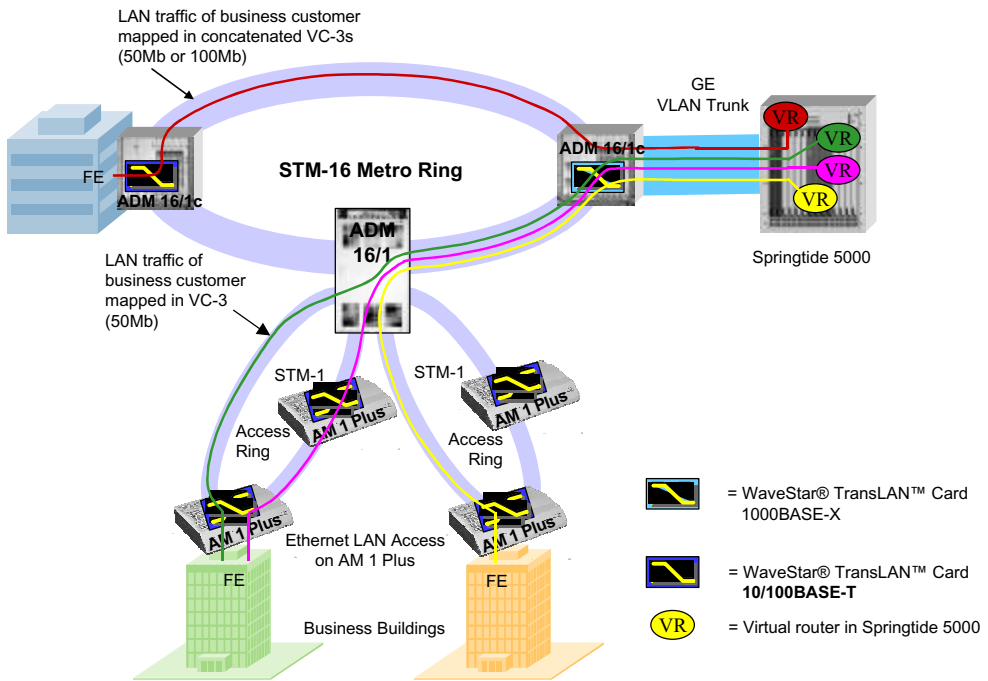 LAN traffic of business customer
mapped in concatenated VC-3s
(50Mb or 100Mb)
GE
VLAN Trunk
VR
VR
VR
VR
FE
ADM 16/1c
STM-16 Metro Ring
ADM 16/1c
Springtide 5000
ADM
16/1
LAN traffic of
business customer
mapped in VC-3
(50Mb)
STM-1
AM 1 Plus
STM-1
AM 1 Plus
Access
Ring
Access
Ring
AM 1 Plus
AM 1 Plus
Ethernet LAN Access
on AM 1 Plus
FE
FE
Business Buildings
= WaveStar® TransLAN™ Card
1000BASE-X
= WaveStar® TransLAN™ Card
10/100BASE-T
VR
= Virtual router in Springtide 5000